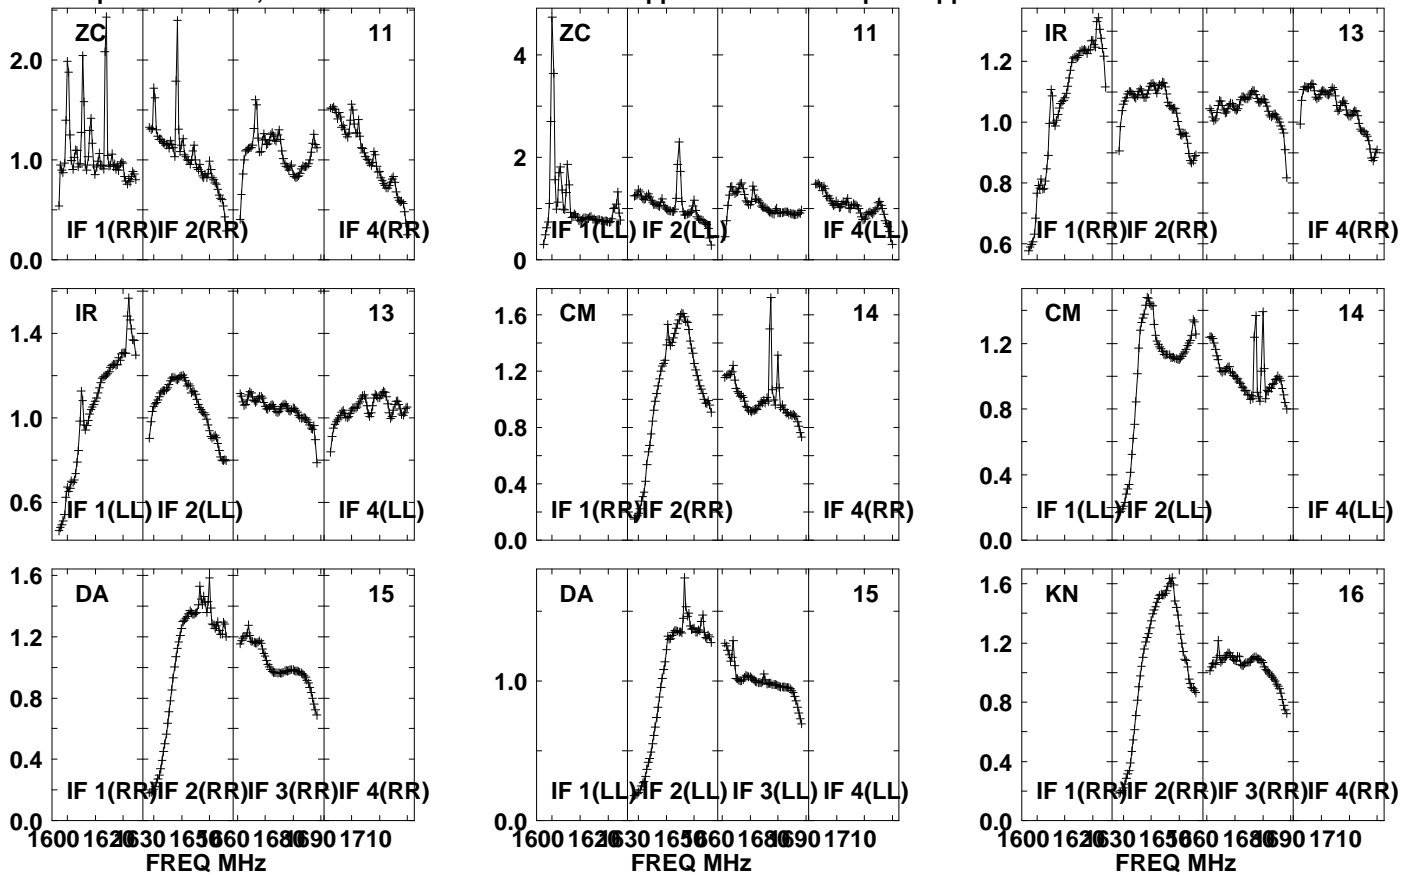 ZC 11
2.0
1.0
0.0
IF 1(RR) IF 2(RR) IF 4(RR)
ZC 11
4
2
0
IF 1(LL) IF 2(LL) IF 4(LL)
IR 13
1.2
1.0
0.8
0.6
IF 1(RR) IF 2(RR) IF 4(RR)
IR 13
1.4
1.0
0.6
IF 1(LL) IF 2(LL) IF 4(LL)
CM 14
1.6
1.2
0.8
0.4
0.0
IF 1(RR) IF 2(RR) IF 4(RR)
CM 14
1.2
0.8
0.4
0.0
IF 1(LL) IF 2(LL) IF 4(LL)
DA 15
1.6
1.2
0.8
0.4
0.0
IF 1(RR) IF 2(RR) IF 3(RR) IF 4(RR)
1600 1620 1630 1650 1660 1680 1690 1710
FREQ MHz
DA 15
1.0
0.0
IF 1(LL) IF 2(LL) IF 3(LL) IF 4(LL)
1600 1620 1630 1650 1660 1680 1690 1710
FREQ MHz
KN 16
1.6
1.2
0.8
0.4
0.0
IF 1(RR) IF 2(RR) IF 3(RR) IF 4(RR)
1600 1620 1630 1650 1660 1680 1690 1710
FREQ MHz